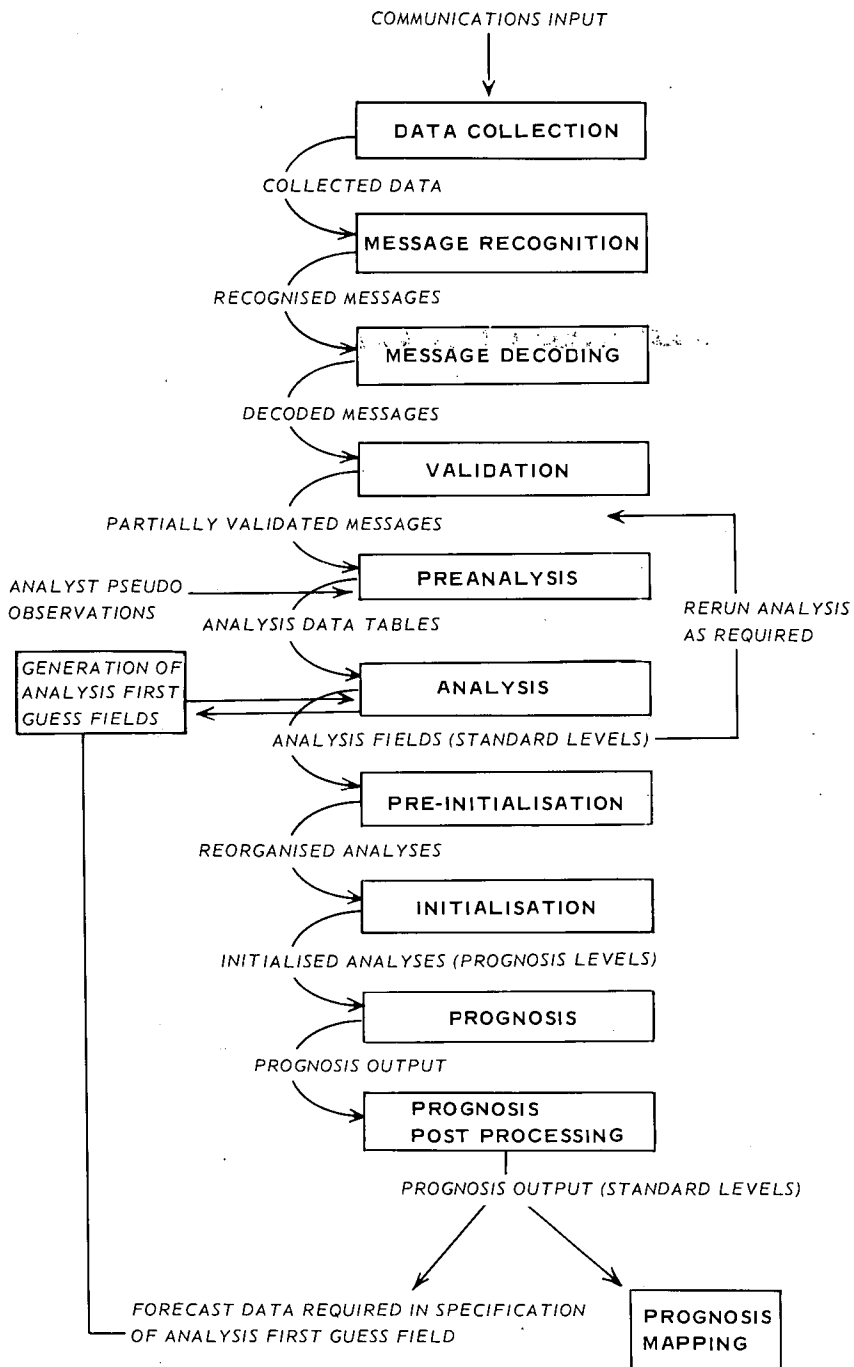 COMMUNICATIONS INPUT
DATA COLLECTION
COLLECTED DATA
MESSAGE RECOGNITION
RECOGNISED MESSAGES
MESSAGE DECODING
DECODED MESSAGES
VALIDATION
PARTIALLY VALIDATED MESSAGES
PREANALYSIS
ANALYST PSEUDO
OBSERVATIONS
ANALYSIS DATA TABLES
RERUN ANALYSIS
AS REQUIRED
GENERATION OF
ANALYSIS FIRST
GUESS FIELDS
ANALYSIS
ANALYSIS FIELDS (STANDARD LEVELS)
PRE-INITIALISATION
REORGANISED ANALYSES
INITIALISATION
INITIALISED ANALYSES (PROGNOSIS LEVELS)
PROGNOSIS
PROGNOSIS OUTPUT
PROGNOSIS
POST PROCESSING
PROGNOSIS OUTPUT (STANDARD LEVELS)
FORECAST DATA REQUIRED IN SPECIFICATION
OF ANALYSIS FIRST GUESS FIELD
PROGNOSIS
MAPPING